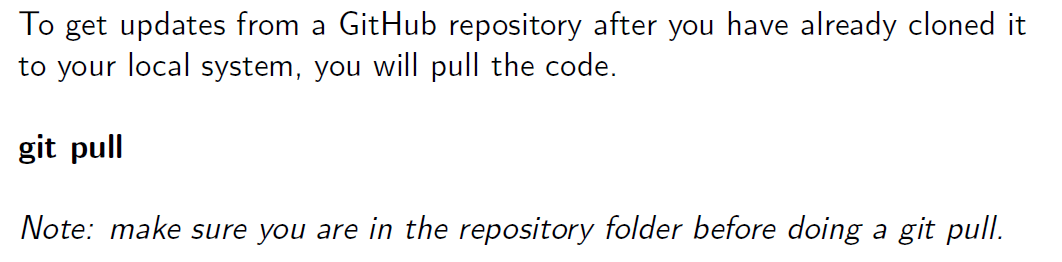 To get updates from a GitHub repository after you have already cloned it
to your local system, you will pull the code.
git pull
Note: make sure you are in the repository folder before doing a git pull.